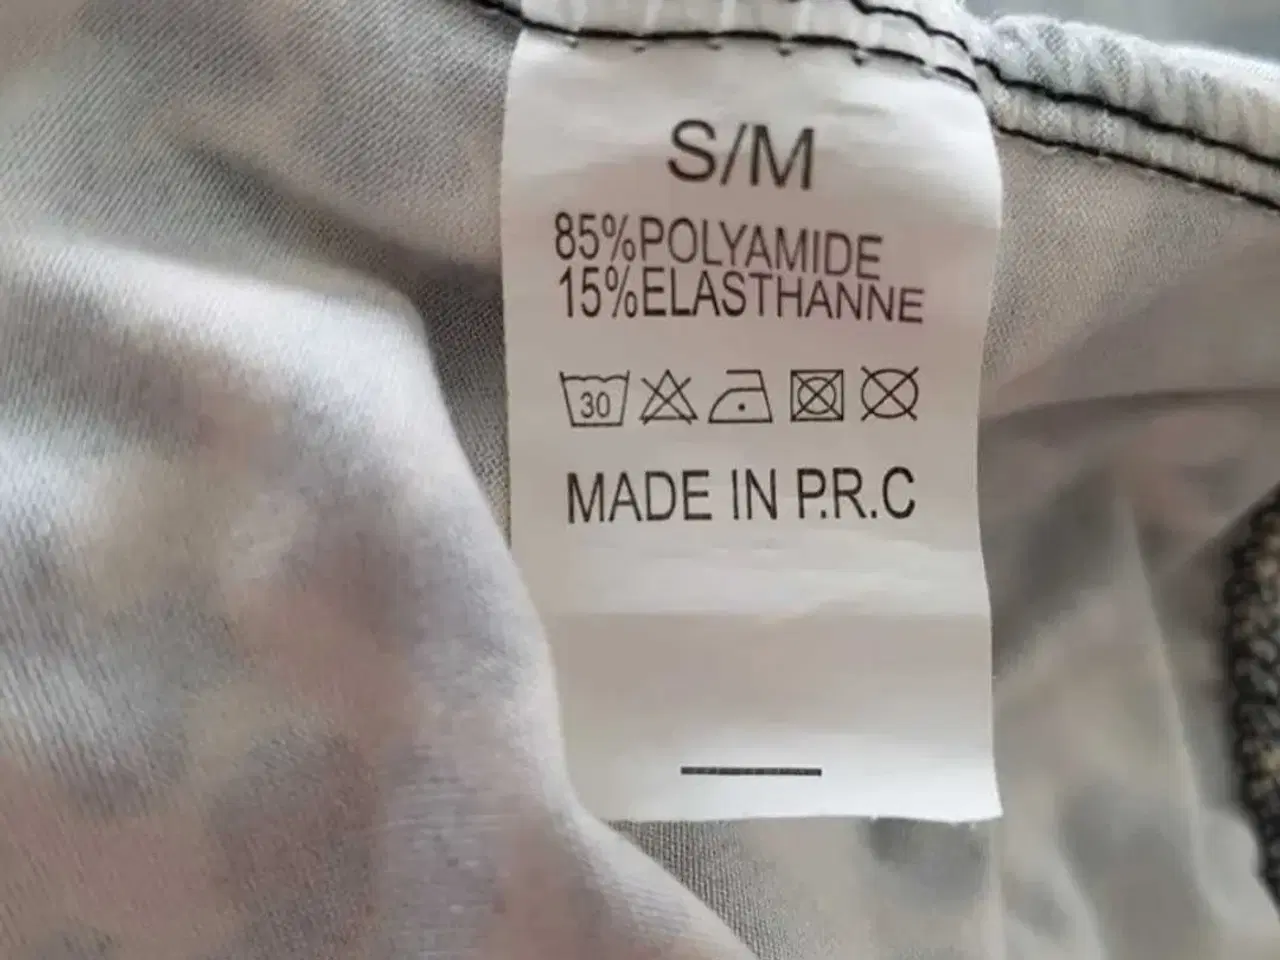 S/M
85%POLYAMIDE
15%ELASTHANNE
30
MADE IN P.R.C